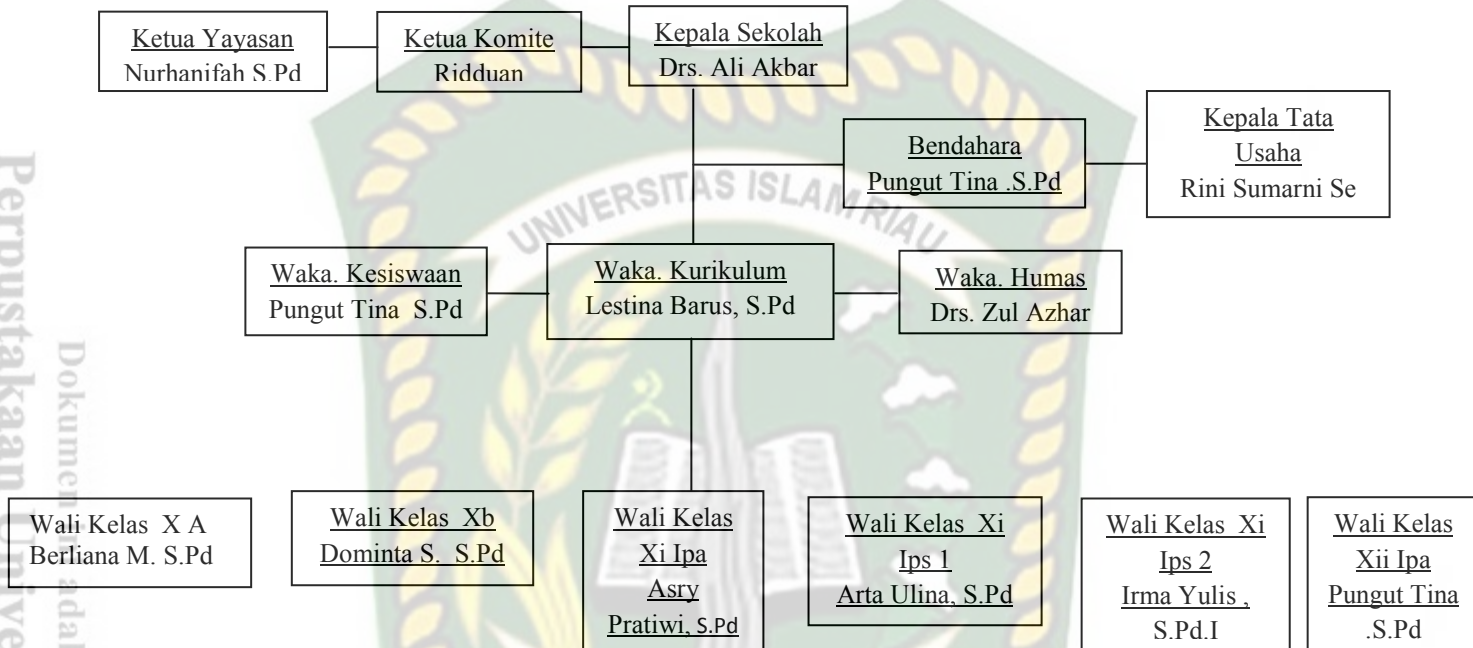 Ketua Yayasan
Nurhanifah S.Pd
Ketua Komite
Ridduan
Kepala Sekolah
Drs. Ali Akbar
Bendahara
Pungut Tina .S.Pd
Kepala Tata
Usaha
Rini Sumarni Se
UNIVERSITAS ISLAM RIAU
Waka. Kesiswaan
Pungut Tina S.Pd
Waka. Kurikulum
Lestina Barus, S.Pd
Waka. Humas
Drs. Zul Azhar
Wali Kelas X A
Berliana M. S.Pd
Wali Kelas Xb
Dominta S. S.Pd
Wali Kelas
Xi Ipa
Asry
Pratiwi, S.Pd
Wali Kelas Xi
Ips 1
Arta Ulina, S.Pd
Wali Kelas Xi
Ips 2
Irma Yulis ,
S.Pd.I
Wali Kelas
Xii Ipa
Pungut Tina
.S.Pd
Perpustakaan Unive
Dokumen adal